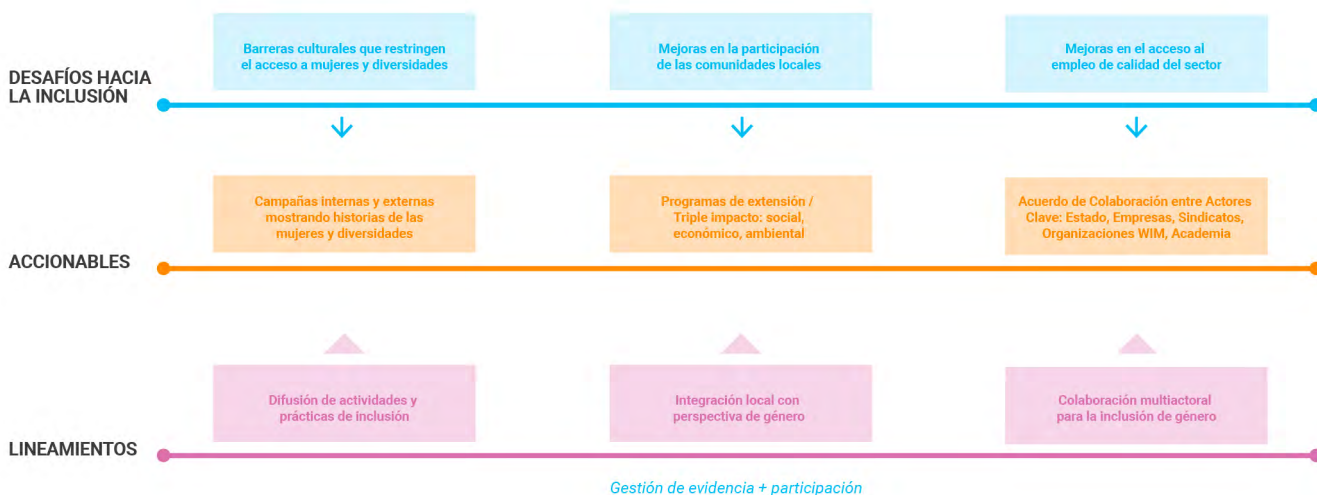 DESAFÍOS HACIA
LA INCLUSIÓN
Barreras culturales que restringen
el acceso a mujeres y diversidades
Mejoras en la participación
de las comunidades locales
Mejoras en el acceso al
empleo de calidad del sector
ACCIONABLES
Campañas internas y externas
mostrando historias de las
mujeres y diversidades
Programas de extensión /
Triple impacto: social,
económico, ambiental
Acuerdo de Colaboración entre Actores
Clave: Estado, Empresas, Sindicatos,
Organizaciones WIM, Academia
LINEAMIENTOS
Difusión de actividades y
prácticas de inclusión
Integración local con
perspectiva de género
Colaboración multiactoral
para la inclusión de género
Gestión de evidencia + participación